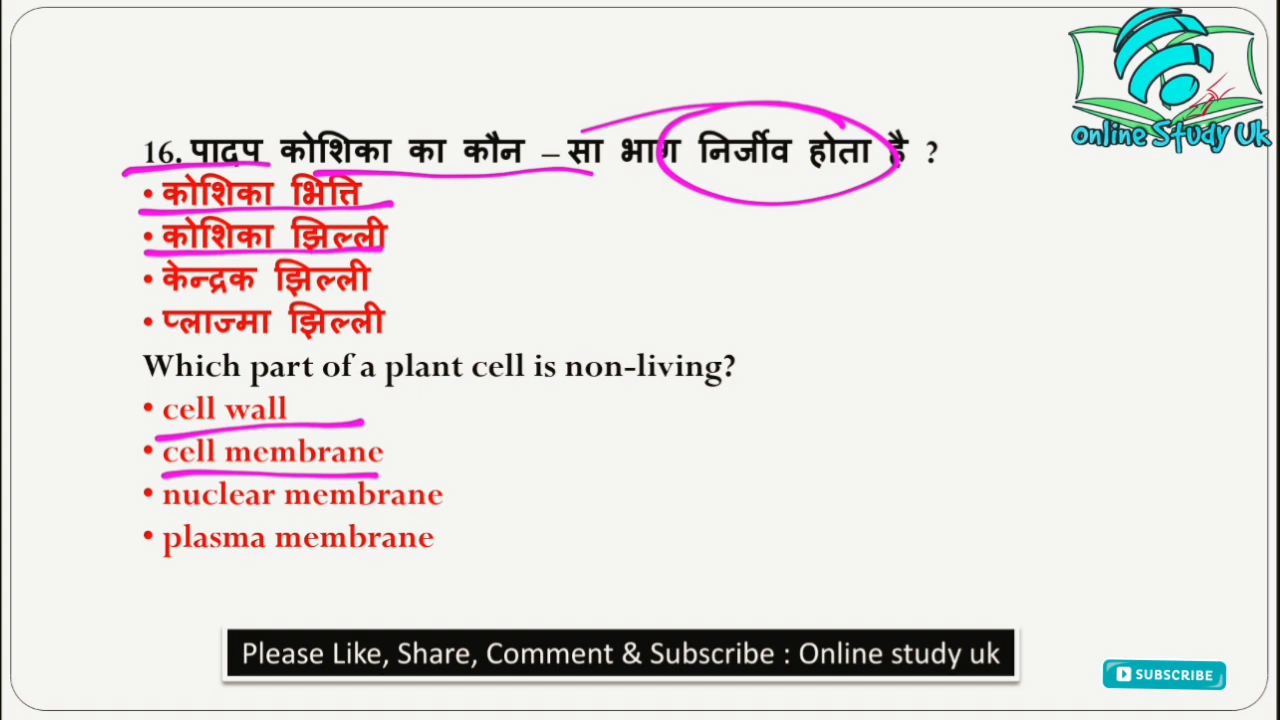 Online Study Uk
16. पादप कोशिका का कौन – सा भाग निर्जीव होता है ?
• कोशिका भित्ति
• कोशिका झिल्ली
• केन्द्रक झिल्ली
• प्लाज्मा झिल्ली
Which part of a plant cell is non-living?
• cell wall
• cell membrane
• nuclear membrane
• plasma membrane
Please Like, Share, Comment & Subscribe : Online study uk
SUBSCRIBE